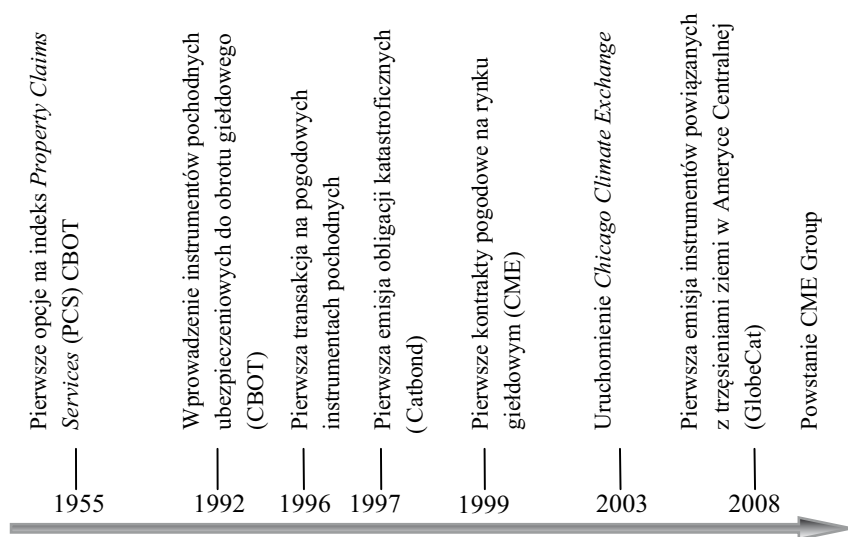 Pierwsze opcje na indeks Property Claims
Services (PCS) CBOT
Wprowadzenie instrumentów pochodnych
ubezpieczeniowych do obrotu giełdowego
(CBOT)
Pierwsza transakcja na pogodowych
instrumentach pochodnych
Pierwsza emisja obligacji katastroficznych
( Catbond)
Pierwsze kontrakty pogodowe na rynku
giełdowym (CME)
Uruchomienie Chicago Climate Exchange
Pierwsza emisja instrumentów powiązanych
z trzęsieniami ziemi w Ameryce Centralnej
(GlobeCat)
Powstanie CME Group
1955
1992
1996
1997
1999
2003
2008